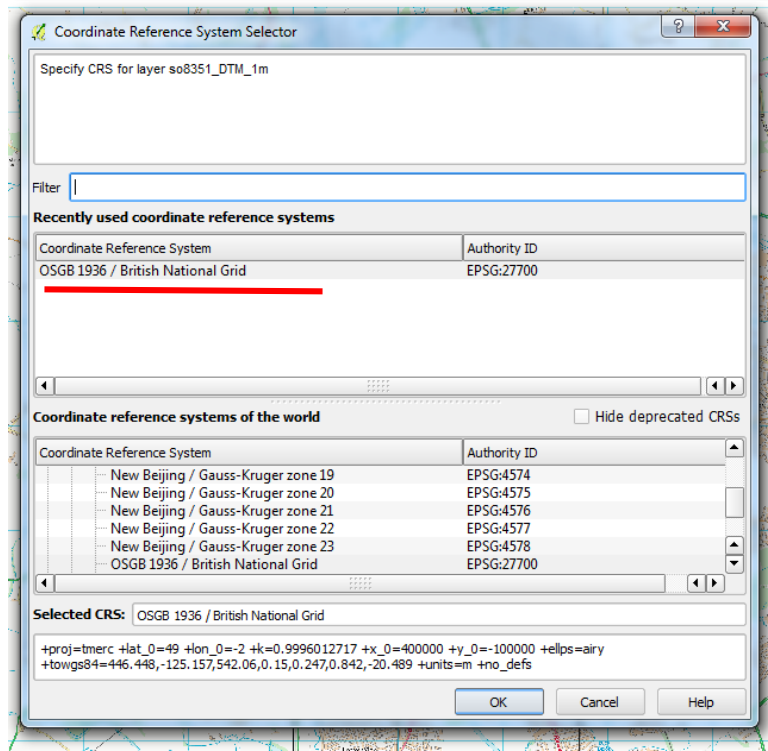 Coordinate Reference System Selector
Specify CRS for layer so8351_DTM_1m
Filter
Recently used coordinate reference systems
Coordinate Reference System Authority ID
OSGB 1936 / British National Grid EPSG:27700
Coordinate reference systems of the world Hide deprecated CRSs
Coordinate Reference System Authority ID
New Beijing / Gauss-Kruger zone 19 EPSG:4574
New Beijing / Gauss-Kruger zone 20 EPSG:4575
New Beijing / Gauss-Kruger zone 21 EPSG:4576
New Beijing / Gauss-Kruger zone 22 EPSG:4577
New Beijing / Gauss-Kruger zone 23 EPSG:4578
OSGB 1936 / British National Grid EPSG:27700
Selected CRS: OSGB 1936 / British National Grid
+proj=tmerc +lat_0=49 +lon_0=-2 +k=0.9996012717 +x_0=400000 +y_0=-100000 +ellps=airy
+towgs84=446.448,-125.157,542.06,0.15,0.247,0.842,-20.489 +units=m +no_defs
OK Cancel Help